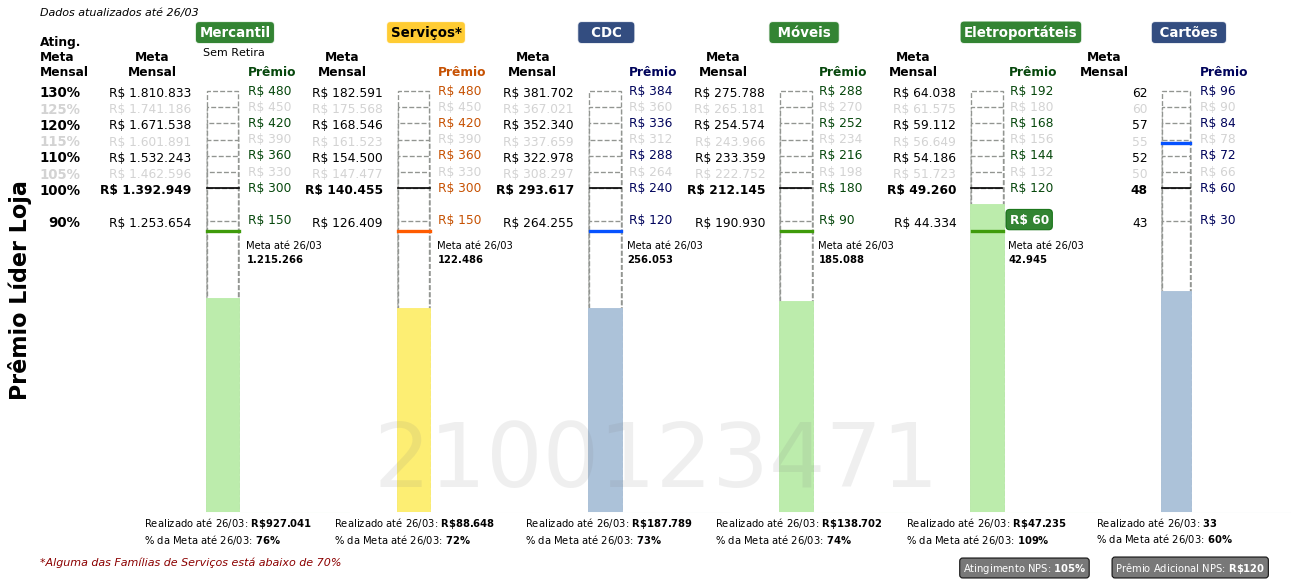 Dados atualizados até 26/03
Mercantil Serviços* CDC Móveis Eletroportáteis Cartões
Sem Retira
Ating. Meta Mensal Meta Mensal Prêmio Meta Mensal Prêmio Meta Mensal Prêmio Meta Mensal Prêmio Meta Mensal Prêmio Meta Mensal Prêmio
130% R$ 1.810.833 R$ 480 R$ 182.591 R$ 480 R$ 381.702 R$ 384 R$ 275.788 R$ 288 R$ 64.038 R$ 192 62 R$ 96
125% R$ 1.741.186 R$ 450 R$ 175.568 R$ 450 R$ 367.021 R$ 360 R$ 265.181 R$ 270 R$ 61.575 R$ 180 60 R$ 90
120% R$ 1.671.538 R$ 420 R$ 168.546 R$ 420 R$ 352.340 R$ 336 R$ 254.574 R$ 252 R$ 59.112 R$ 168 57 R$ 84
115% R$ 1.601.891 R$ 390 R$ 161.523 R$ 390 R$ 337.659 R$ 312 R$ 243.966 R$ 234 R$ 56.649 R$ 156 55 R$ 78
110% R$ 1.532.243 R$ 360 R$ 154.500 R$ 360 R$ 322.978 R$ 288 R$ 233.359 R$ 216 R$ 54.186 R$ 144 52 R$ 72
105% R$ 1.462.596 R$ 330 R$ 147.477 R$ 330 R$ 308.297 R$ 264 R$ 222.752 R$ 198 R$ 51.723 R$ 132 50 R$ 66
100% R$ 1.392.949 R$ 300 R$ 140.455 R$ 300 R$ 293.617 R$ 240 R$ 212.145 R$ 180 R$ 49.260 R$ 120 48 R$ 60
90% R$ 1.253.654 R$ 150 R$ 126.409 R$ 150 R$ 264.255 R$ 120 R$ 190.930 R$ 90 R$ 44.334 R$ 60 43 R$ 30
Meta até 26/03 Meta até 26/03 Meta até 26/03 Meta até 26/03 Meta até 26/03
1.215.266 122.486 256.053 185.088 42.945
Prêmio Líder Loja
2100123471
Realizado até 26/03: R$927.041 Realizado até 26/03: R$88.648 Realizado até 26/03: R$187.789 Realizado até 26/03: R$138.702 Realizado até 26/03: R$47.235 Realizado até 26/03: 33
% da Meta até 26/03: 76% % da Meta até 26/03: 72% % da Meta até 26/03: 73% % da Meta até 26/03: 74% % da Meta até 26/03: 109% % da Meta até 26/03: 60%
*Alguma das Famílias de Serviços está abaixo de 70%
Atingimento NPS: 105% Prêmio Adicional NPS: R$120